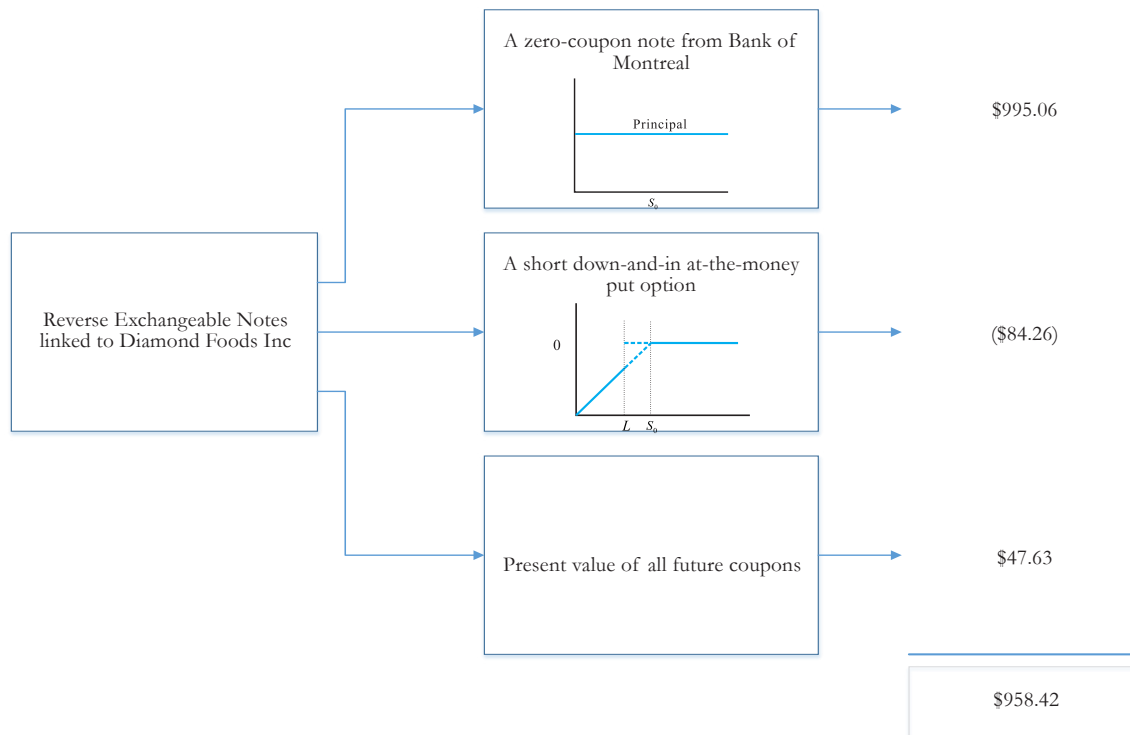 A zero-coupon note from Bank of
Montreal
Principal
S₀
$995.06
Reverse Exchangeable Notes
linked to Diamond Foods Inc
A short down-and-in at-the-money
put option
0
L S₀
($84.26)
Present value of all future coupons
$47.63
$958.42